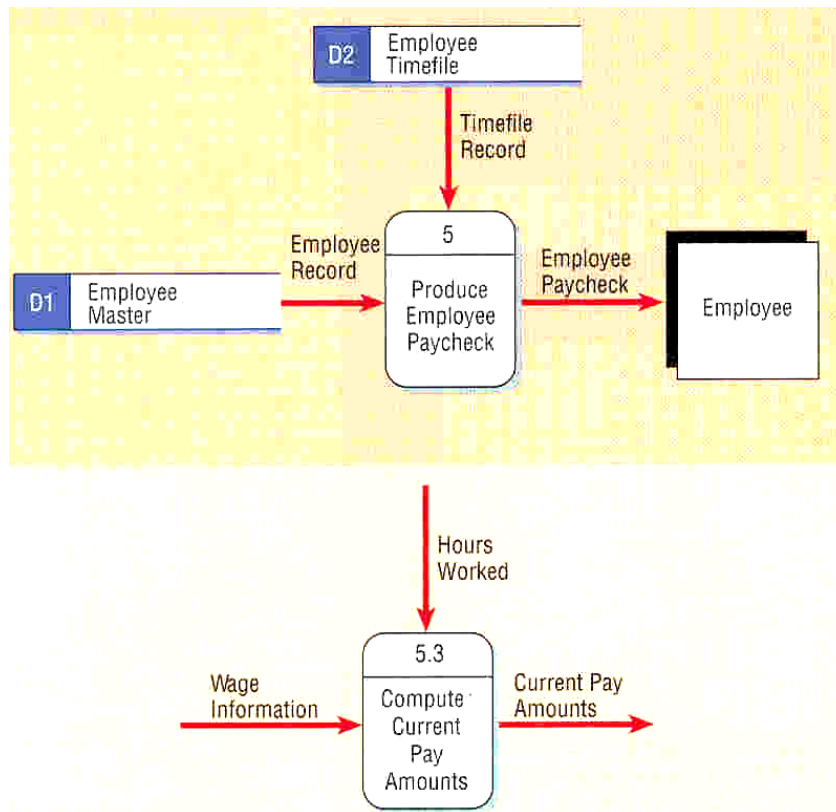 D2
Employee
Timefile
Timefile
Record
Employee
Record
5
Produce
Employee
Paycheck
Employee
Paycheck
D1
Employee
Master
Employee
Hours
Worked
Wage
Information
5.3
Compute
Current
Pay
Amounts
Current Pay
Amounts